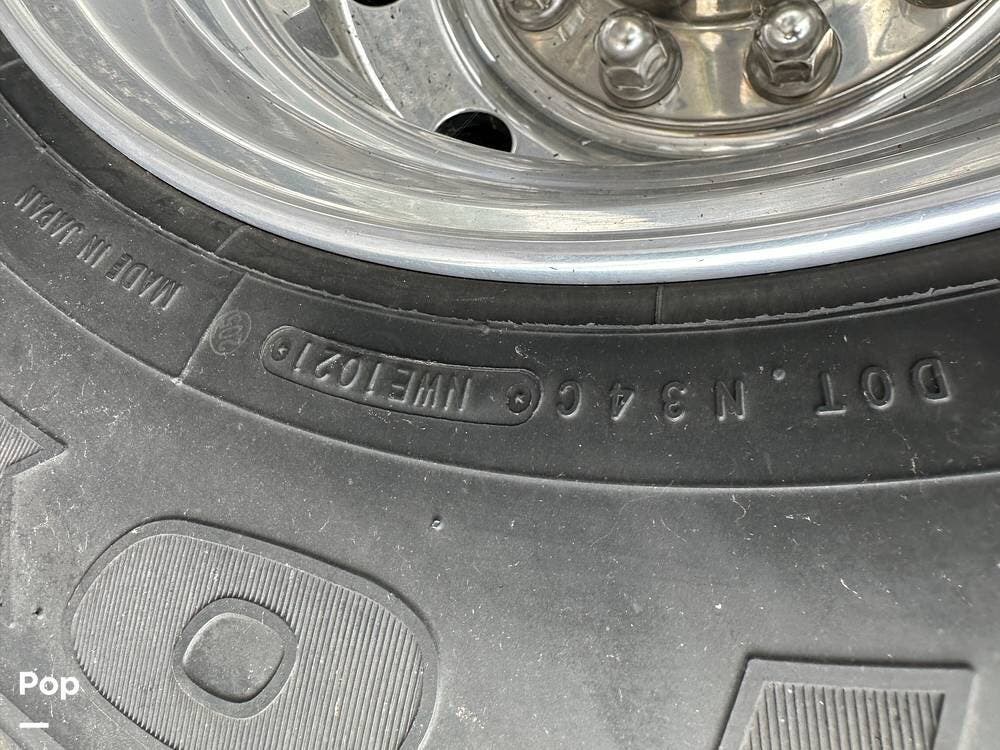 DOT. N34C NWE1021
MADE IN JAPAN
O
Pop